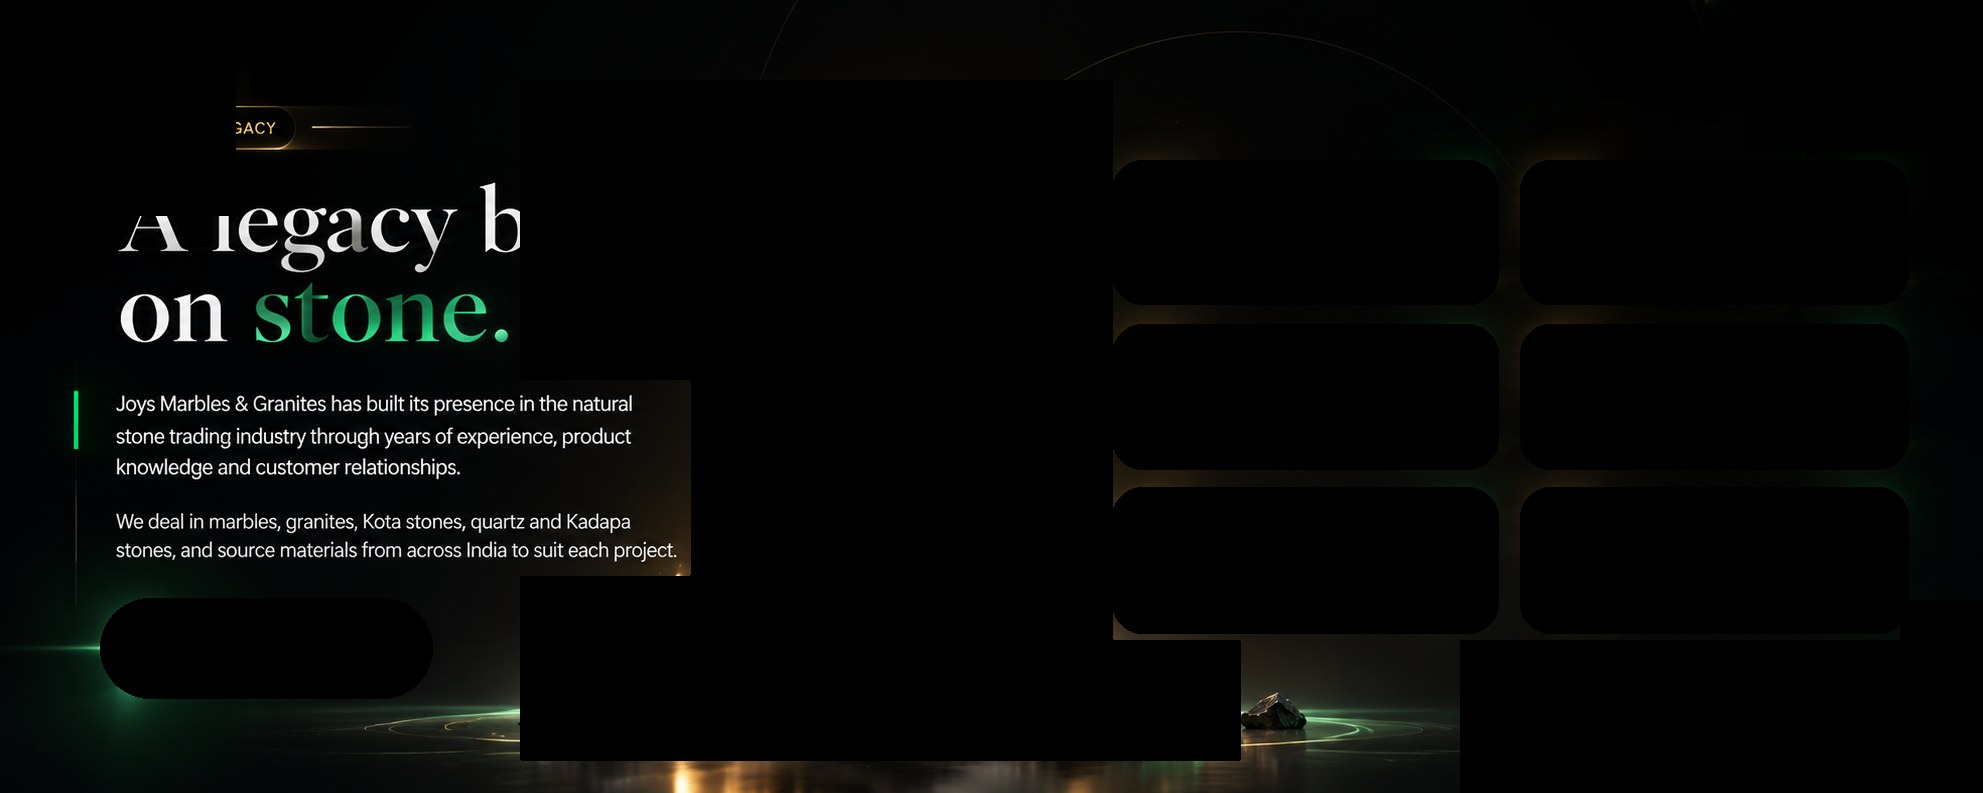 GACY
A legacy b
on stone.
Joys Marbles & Granites has built its presence in the natural
stone trading industry through years of experience, product
knowledge and customer relationships.
We deal in marbles, granites, Kota stones, quartz and Kadapa
stones, and source materials from across India to suit each project.